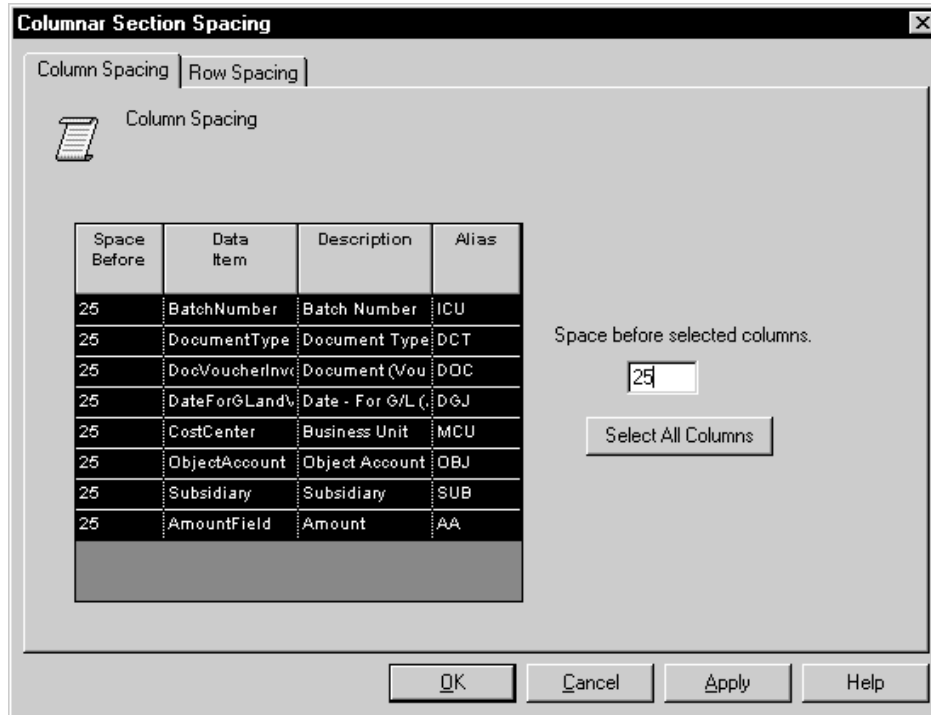 Columnar Section Spacing
Column Spacing Row Spacing
Column Spacing
Space Before Data Item Description Alias
25 BatchNumber Batch Number ICU
25 DocumentType Document Type DCT
25 DocVoucherInv Document (Vou DOC
25 DateForGLand Date - For G/L (. DGJ
25 CostCenter Business Unit MCU
25 ObjectAccount Object Account OBJ
25 Subsidiary Subsidiary SUB
25 AmountField Amount AA
Space before selected columns.
25
Select All Columns
OK Cancel Apply Help